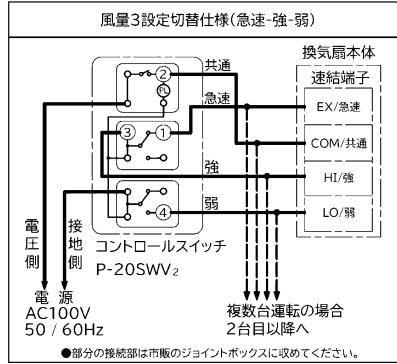 風量3設定切替仕様(急速-強-弱)
換気扇本体
速結端子
共通
急速
強
弱
EX/急速
COM/共通
HI/強
LO/弱
②
PL
③ ①
④
電圧側
接地側
コントロールスイッチ
P-20SWV₂
電源
AC100V
50 / 60Hz
複数台運転の場合
2台目以降へ
●部分の接続部は市販のジョイントボックスに収めてください。